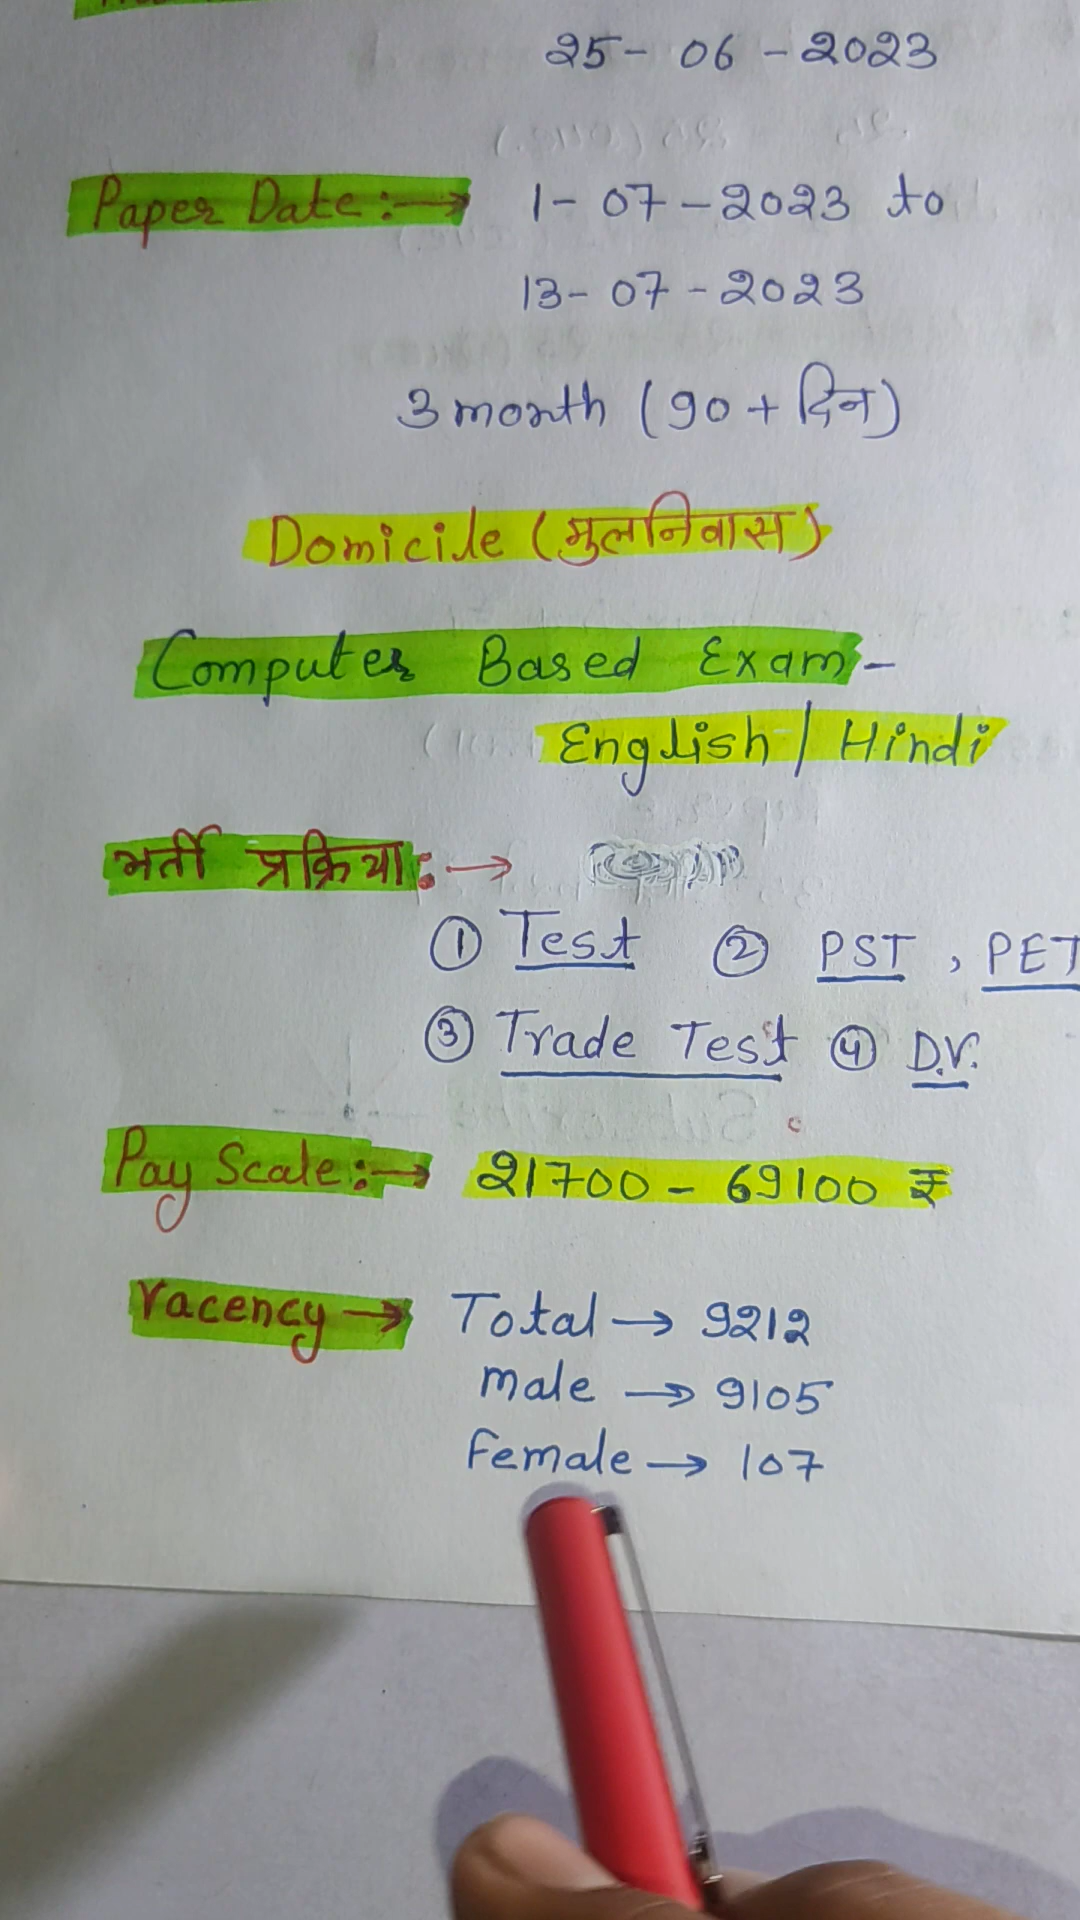 25-06-2023
Paper Date:→ 1-07-2023 to
13-07-2023
3 month (90+ दिन)
Domicile (मुलनिवास)
Computer Based Exam-
English / Hindi
भर्ती प्रक्रिया:→
① Test ② PST, PET
③ Trade Test ④ D.V.
Pay Scale:→ 21700 - 69100 ₹
Vacency→ Total → 9212
male → 9105
Female → 107